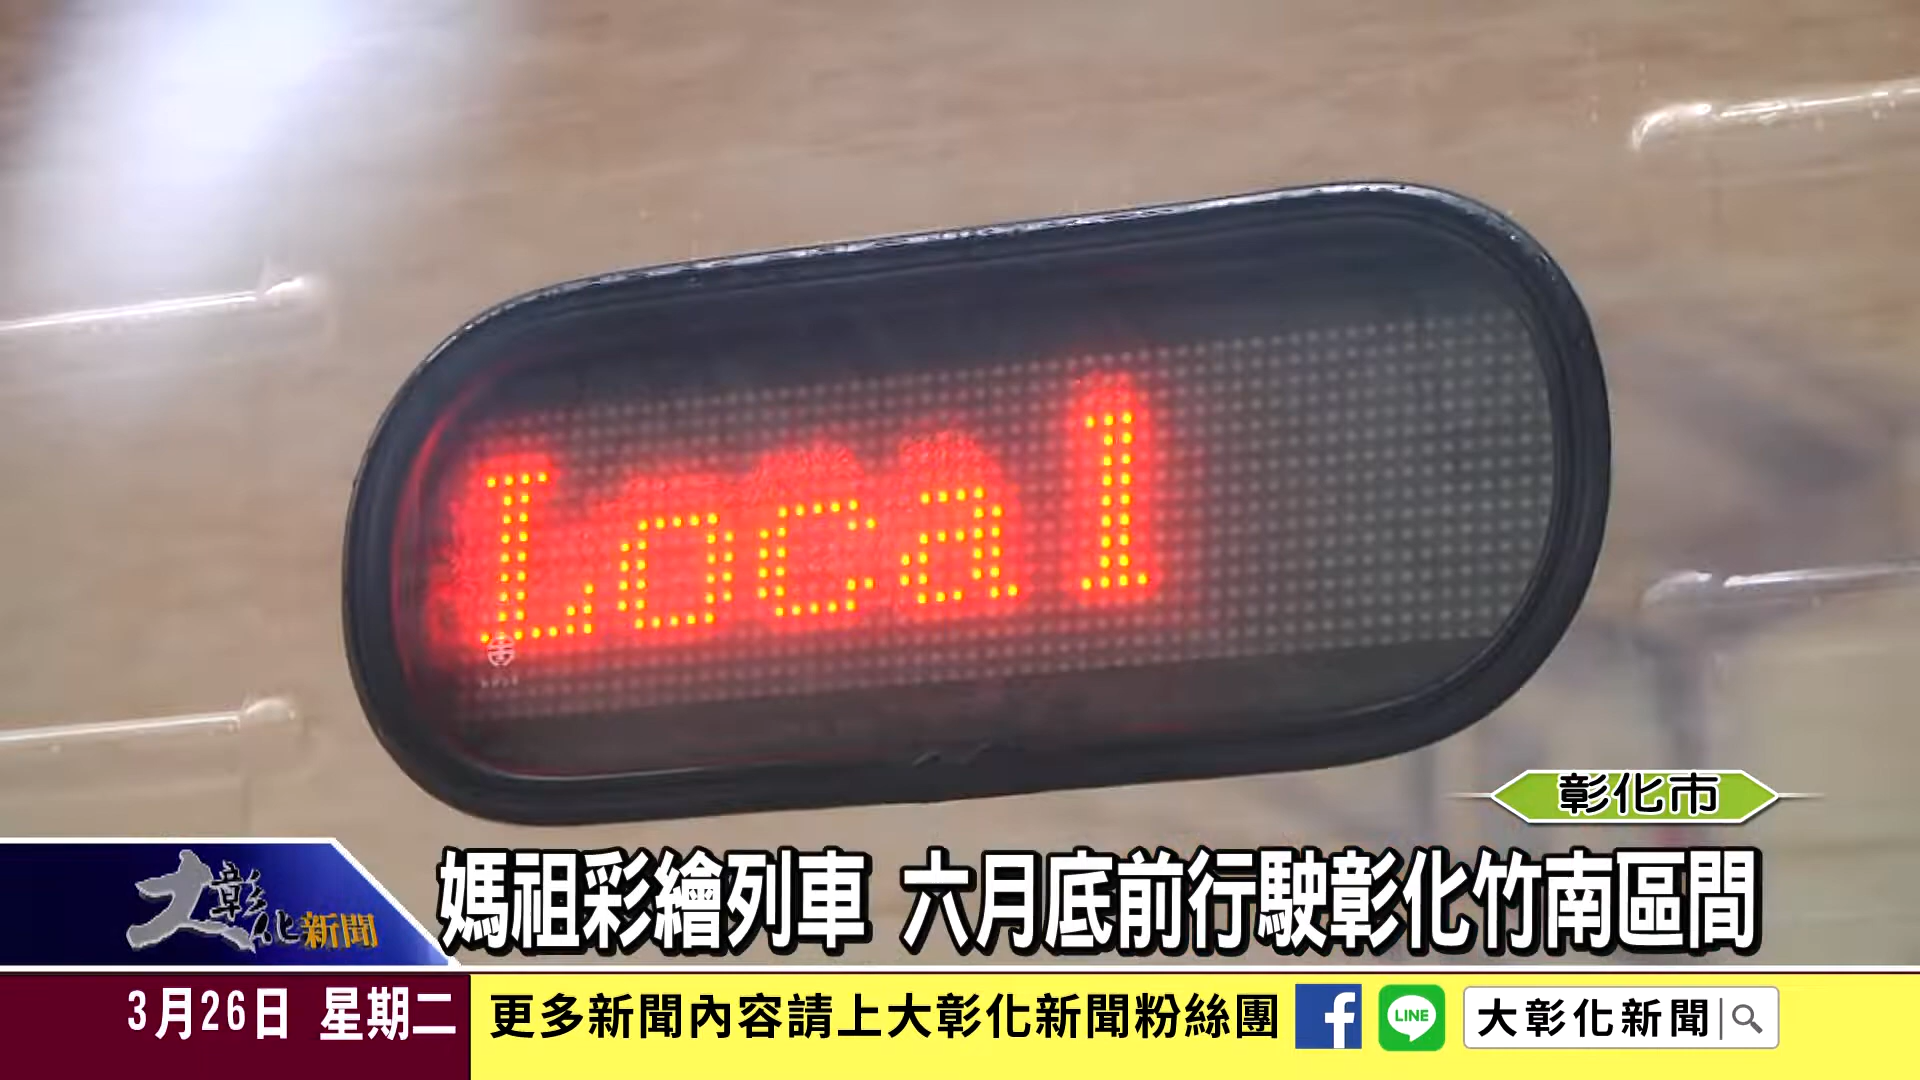 Local
彰化市
大彰化新聞
媽祖彩繪列車 六月底前行駛彰化竹南區間
3月26日 星期二
更多新聞內容請上大彰化新聞粉絲團
LINE
大彰化新聞